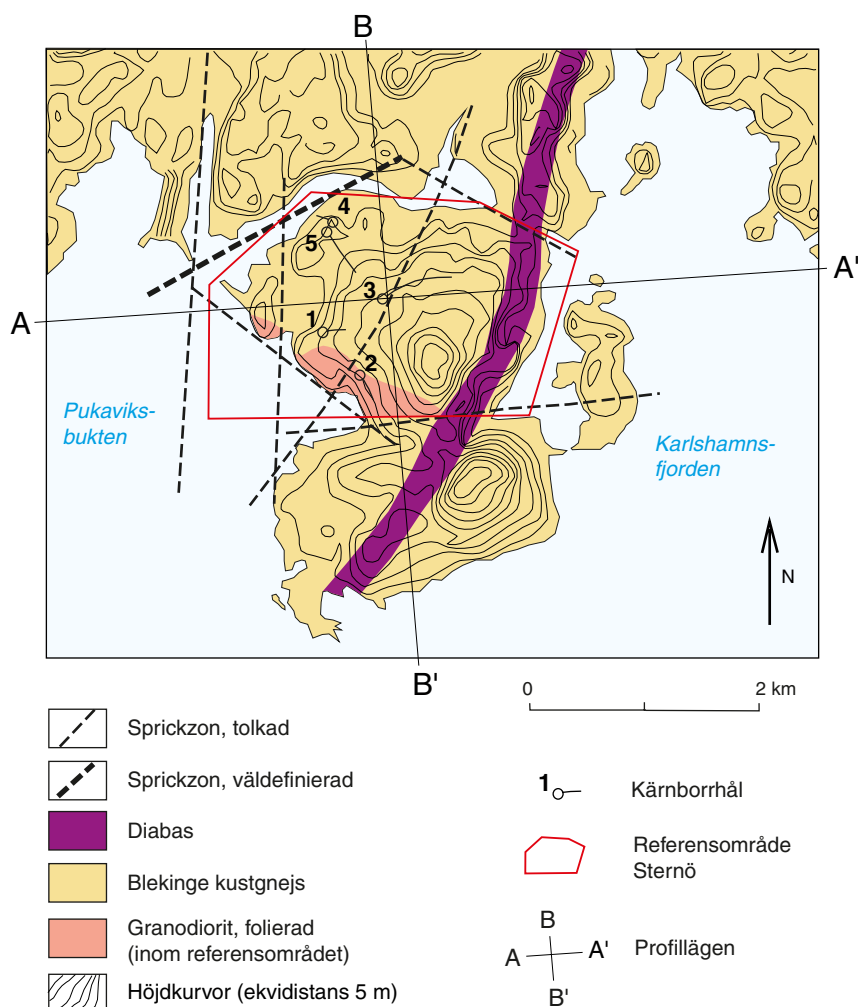 B
A'
A
4
5
3
1
2
Pukaviks-
bukten
Karlshamns-
fjorden
N
B'
0 2 km
Sprickzon, tolkad
Sprickzon, väldefinierad
Diabas
Blekinge kustgnejs
Granodiorit, folierad
(inom referensområdet)
Höjdkurvor (ekvidistans 5 m)
1 Kärnborrhål
Referensområde
Sternö
B
A A' Profillägen
B'